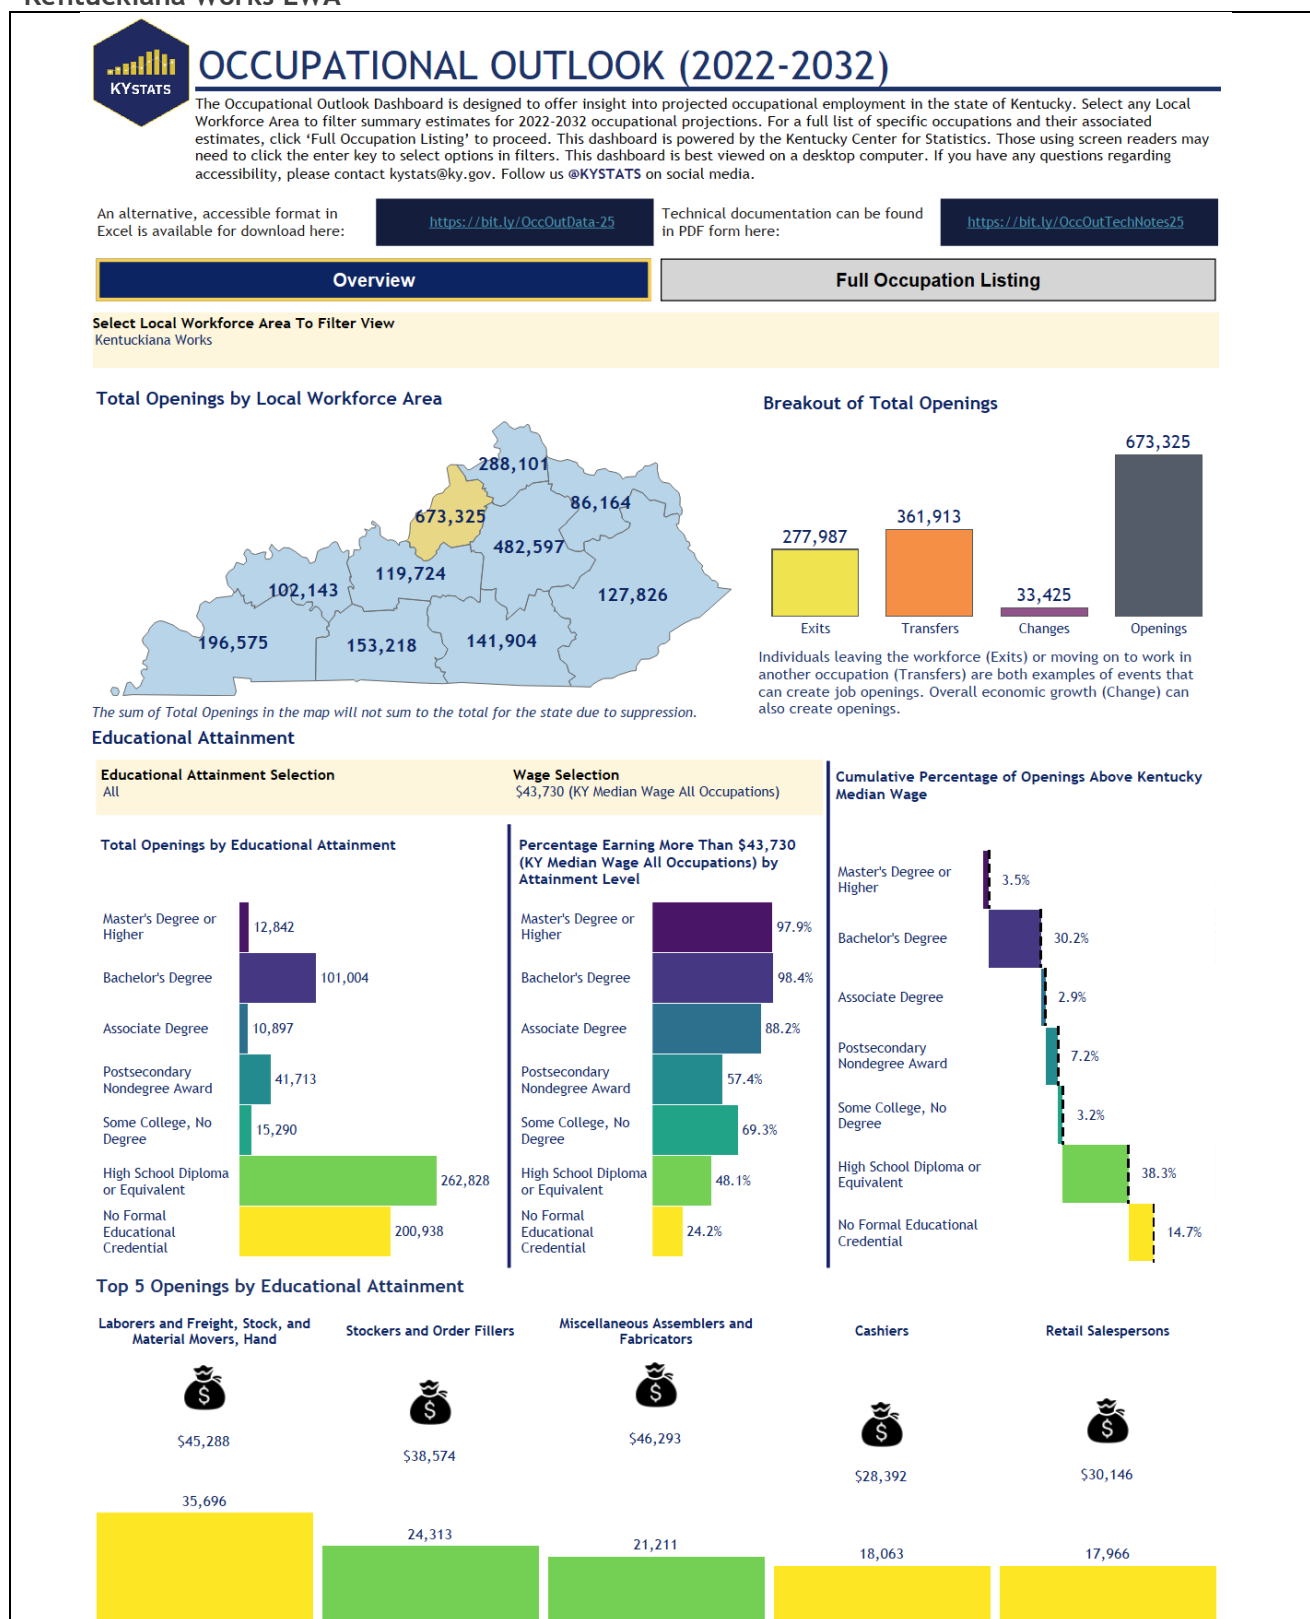 Kentuckiana Works LWA
KYSTATS
OCCUPATIONAL OUTLOOK (2022-2032)
The Occupational Outlook Dashboard is designed to offer insight into projected occupational employment in the state of Kentucky. Select any Local
Workforce Area to filter summary estimates for 2022-2032 occupational projections. For a full list of specific occupations and their associated
estimates, click ‘Full Occupation Listing’ to proceed. This dashboard is powered by the Kentucky Center for Statistics. Those using screen readers may
need to click the enter key to select options in filters. This dashboard is best viewed on a desktop computer. If you have any questions regarding
accessibility, please contact kystats@ky.gov. Follow us @KYSTATS on social media.
An alternative, accessible format in
Excel is available for download here:
https://bit.ly/OccOutData-25
Technical documentation can be found
in PDF form here:
https://bit.ly/OccOutTechNotes25
Overview
Full Occupation Listing
Select Local Workforce Area To Filter View
Kentuckiana Works
Total Openings by Local Workforce Area
288,101
86,164
673,325
482,597
119,724
102,143
127,826
196,575
153,218
141,904
The sum of Total Openings in the map will not sum to the total for the state due to suppression.
Breakout of Total Openings
673,325
361,913
277,987
33,425
Exits
Transfers
Changes
Openings
Individuals leaving the workforce (Exits) or moving on to work in
another occupation (Transfers) are both examples of events that
can create job openings. Overall economic growth (Change) can
also create openings.
Educational Attainment
Educational Attainment Selection
All
Wage Selection
$43,730 (KY Median Wage All Occupations)
Total Openings by Educational Attainment
Master's Degree or
Higher
12,842
Bachelor's Degree
101,004
Associate Degree
10,897
Postsecondary
Nondegree Award
41,713
Some College, No
Degree
15,290
High School Diploma
or Equivalent
262,828
No Formal
Educational
Credential
200,938
Percentage Earning More Than $43,730
(KY Median Wage All Occupations) by
Attainment Level
Master's Degree or
Higher
97.9%
Bachelor's Degree
98.4%
Associate Degree
88.2%
Postsecondary
Nondegree Award
57.4%
Some College, No
Degree
69.3%
High School Diploma
or Equivalent
48.1%
No Formal
Educational
Credential
24.2%
Cumulative Percentage of Openings Above Kentucky
Median Wage
Master's Degree or
Higher
3.5%
Bachelor's Degree
30.2%
Associate Degree
2.9%
Postsecondary
Nondegree Award
7.2%
Some College, No
Degree
3.2%
High School Diploma or
Equivalent
38.3%
No Formal Educational
Credential
14.7%
Top 5 Openings by Educational Attainment
Laborers and Freight, Stock, and
Material Movers, Hand
$45,288
35,696
Stockers and Order Fillers
$38,574
24,313
Miscellaneous Assemblers and
Fabricators
$46,293
21,211
Cashiers
$28,392
18,063
Retail Salespersons
$30,146
17,966